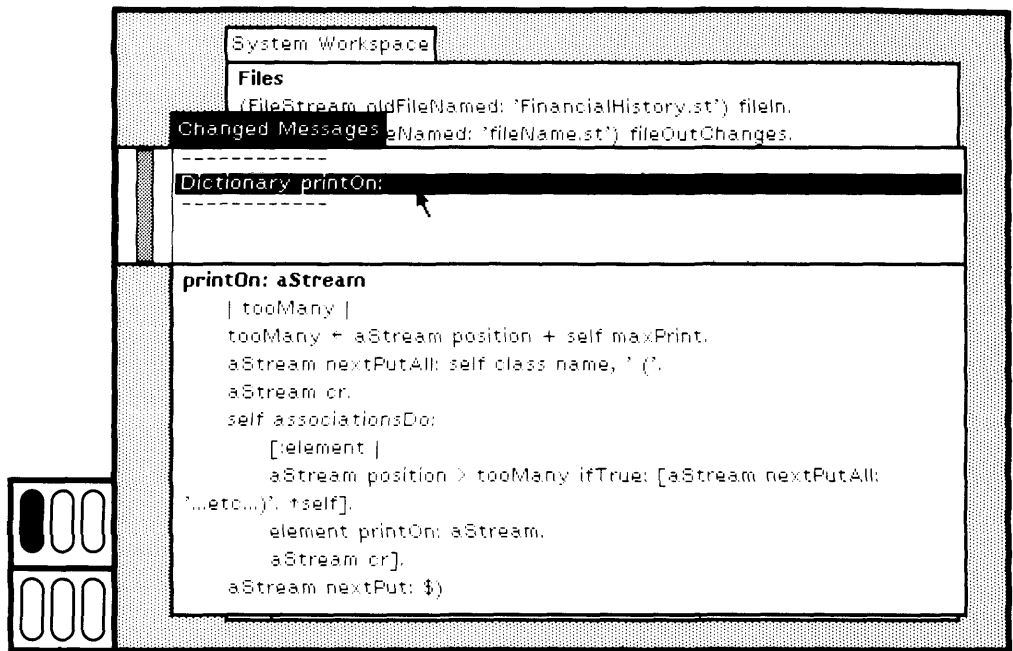 System Workspace
Files
(FileStream oldFileNamed: 'FinancialHistory.st') fileIn.
Changed Messages
eNamed: 'fileName.st') fileOutChanges.
------------
Dictionary printOn:
------------
printOn: aStream
| tooMany |
tooMany ← aStream position + self maxPrint.
aStream nextPutAll: self class name, ' ('.
aStream cr.
self associationsDo:
[:element |
aStream position > tooMany ifTrue: [aStream nextPutAll:
'...etc...)'. ↑self].
element printOn: aStream.
aStream cr].
aStream nextPut: $)